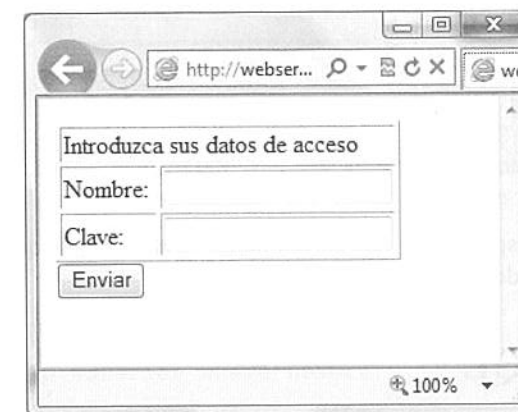 http://webser...
Introduzca sus datos de acceso
Nombre:
Clave:
Enviar
100%